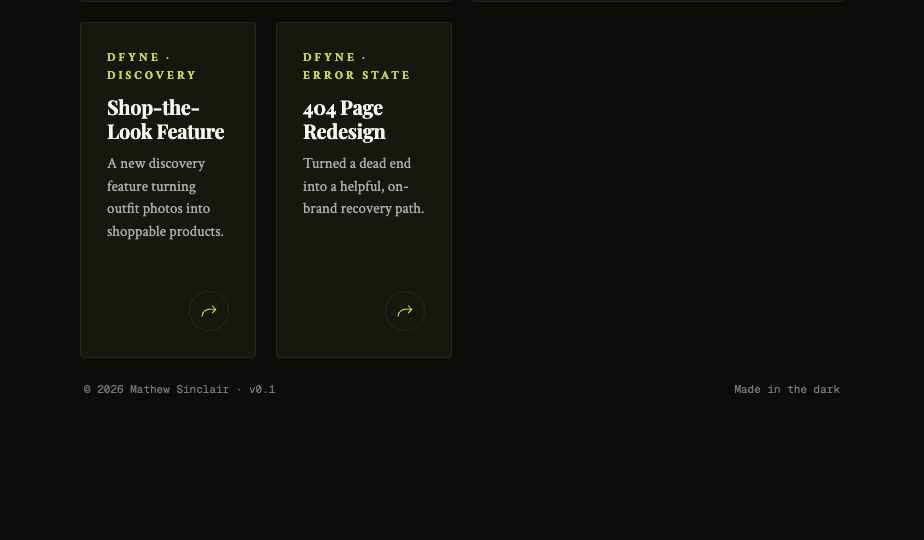 DFYNE ·
DISCOVERY
Shop-the-
Look Feature
A new discovery
feature turning
outfit photos into
shoppable products.
DFYNE ·
ERROR STATE
404 Page
Redesign
Turned a dead end
into a helpful, on-
brand recovery path.
© 2026 Mathew Sinclair · v0.1
Made in the dark